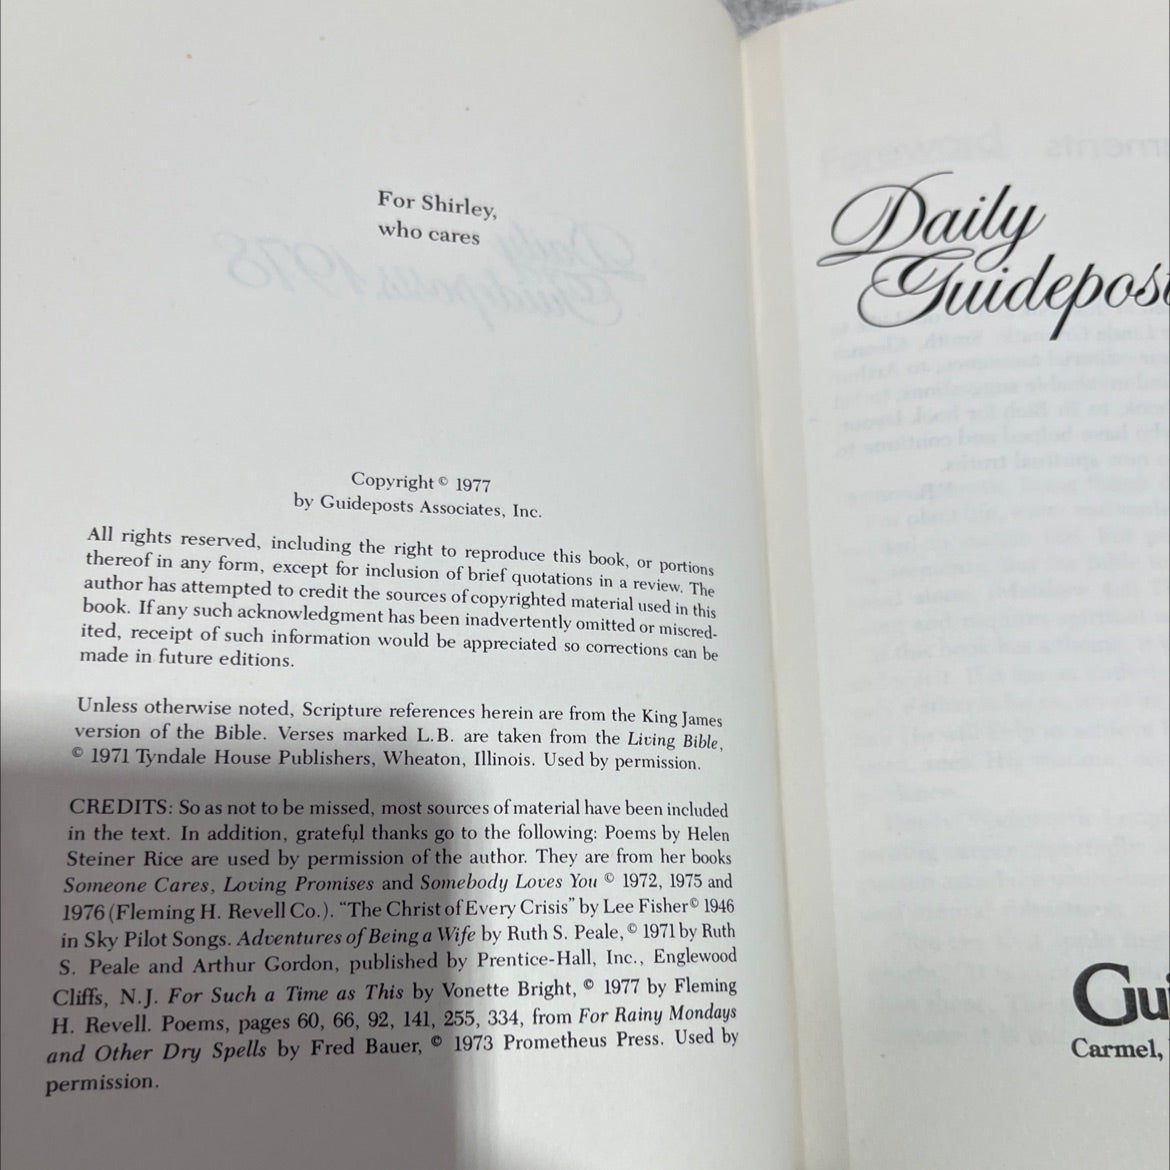 For Shirley,
who cares
Copyright © 1977
by Guideposts Associates, Inc.
All rights reserved, including the right to reproduce this book, or portions
thereof in any form, except for inclusion of brief quotations in a review. The
author has attempted to credit the sources of copyrighted material used in this
book. If any such acknowledgment has been inadvertently omitted or miscred-
ited, receipt of such information would be appreciated so corrections can be
made in future editions.
Unless otherwise noted, Scripture references herein are from the King James
version of the Bible. Verses marked L.B. are taken from the Living Bible,
© 1971 Tyndale House Publishers, Wheaton, Illinois. Used by permission.
CREDITS: So as not to be missed, most sources of material have been included
in the text. In addition, grateful thanks go to the following: Poems by Helen
Steiner Rice are used by permission of the author. They are from her books
Someone Cares, Loving Promises and Somebody Loves You © 1972, 1975 and
1976 (Fleming H. Revell Co.). “The Christ of Every Crisis” by Lee Fisher © 1946
in Sky Pilot Songs. Adventures of Being a Wife by Ruth S. Peale, © 1971 by Ruth
S. Peale and Arthur Gordon, published by Prentice-Hall, Inc., Englewood
Cliffs, N.J. For Such a Time as This by Vonette Bright, © 1977 by Fleming
H. Revell. Poems, pages 60, 66, 92, 141, 255, 334, from For Rainy Mondays
and Other Dry Spells by Fred Bauer, © 1973 Prometheus Press. Used by
permission.
Daily
Guidepost
Gui
Carmel,